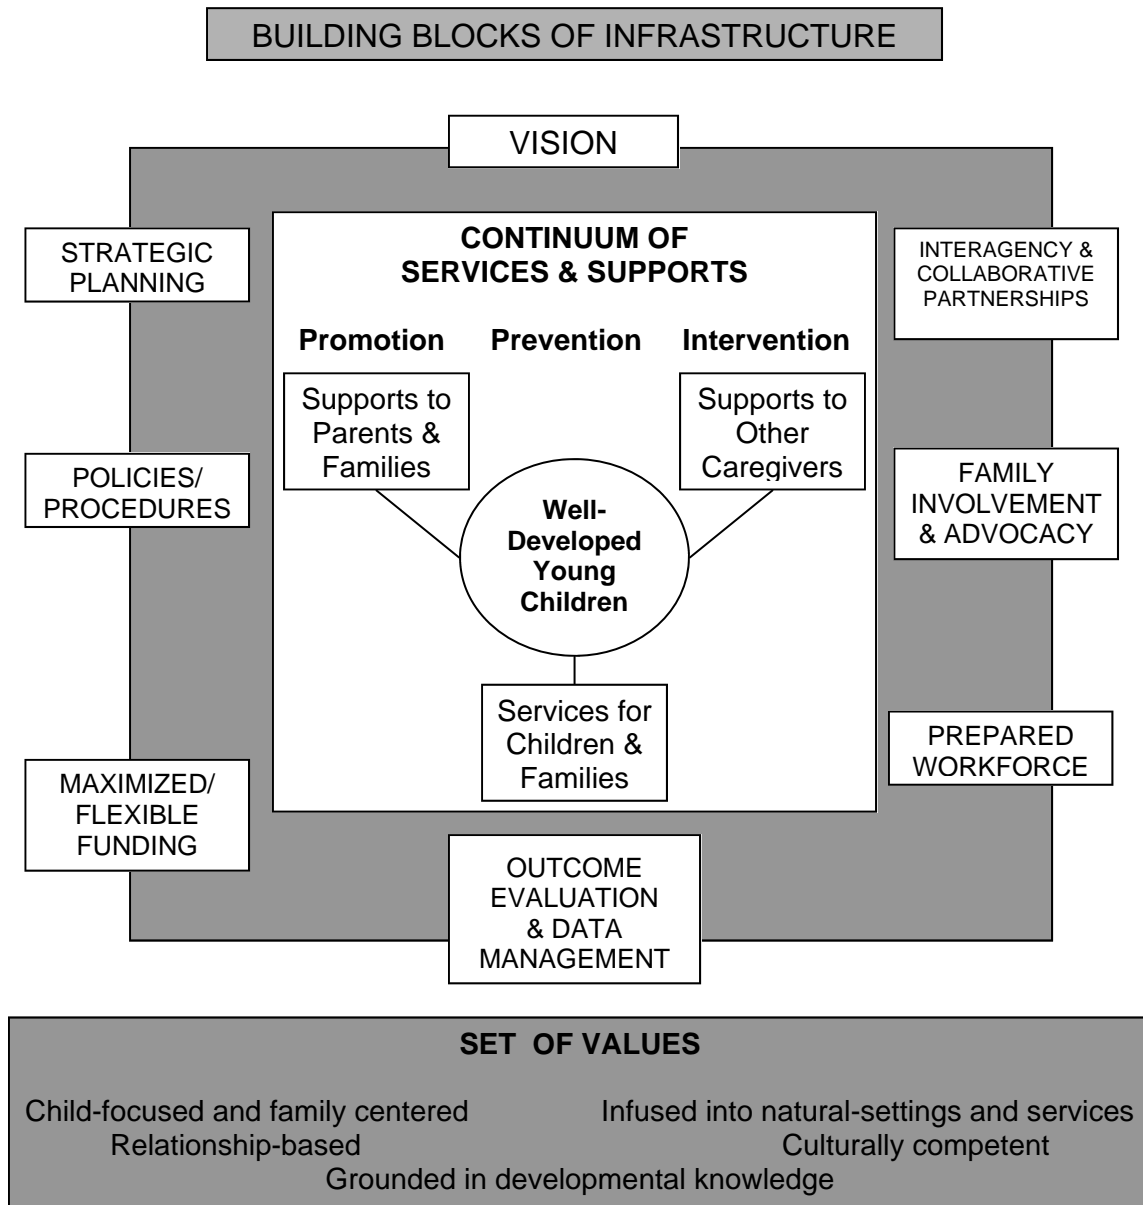 BUILDING BLOCKS OF INFRASTRUCTURE
VISION
STRATEGIC
PLANNING
POLICIES/
PROCEDURES
MAXIMIZED/
FLEXIBLE
FUNDING
CONTINUUM OF
SERVICES & SUPPORTS
Promotion Prevention Intervention
Supports to
Parents &
Families
Supports to
Other
Caregivers
Well-
Developed
Young
Children
Services for
Children &
Families
INTERAGENCY &
COLLABORATIVE
PARTNERSHIPS
FAMILY
INVOLVEMENT
& ADVOCACY
PREPARED
WORKFORCE
OUTCOME
EVALUATION
& DATA
MANAGEMENT
SET OF VALUES
Child-focused and family centered Infused into natural-settings and services
Relationship-based Culturally competent
Grounded in developmental knowledge